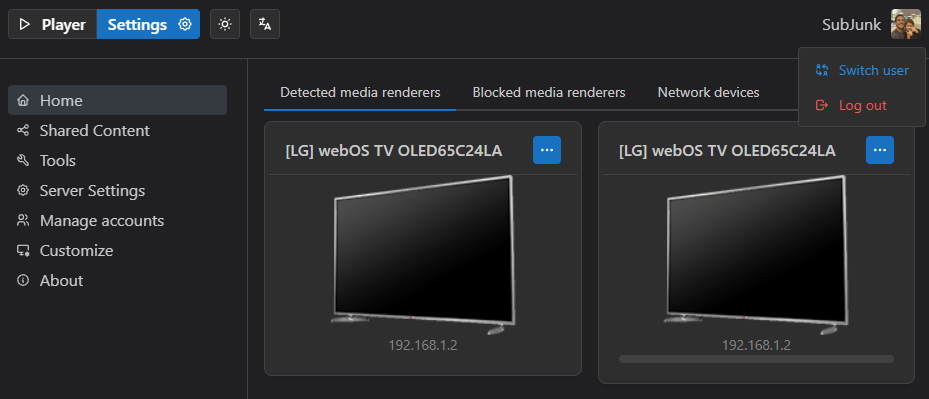 Player
Settings
SubJunk
Switch user
Log out
Home
Shared Content
Tools
Server Settings
Manage accounts
Customize
About
Detected media renderers
Blocked media renderers
Network devices
[LG] webOS TV OLED65C24LA
192.168.1.2
[LG] webOS TV OLED65C24LA
192.168.1.2